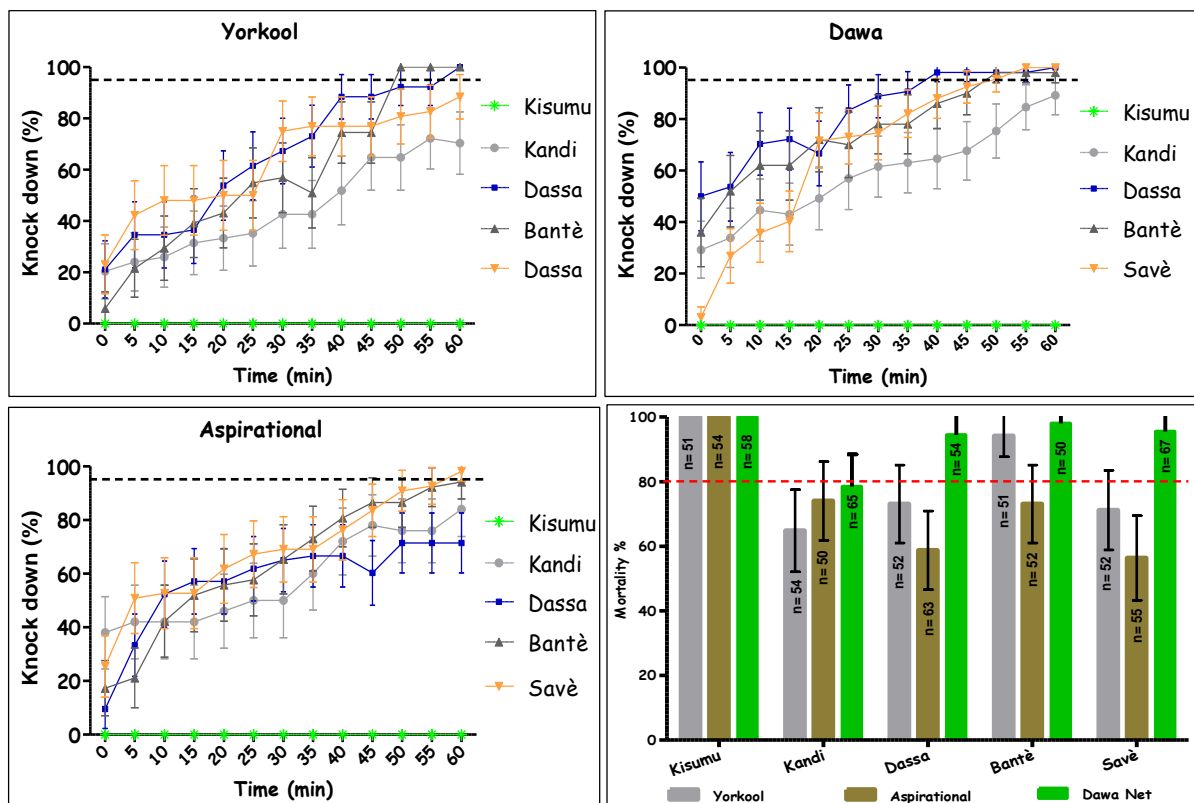 Yorkool
Knock down (%)
100
80
60
40
20
0
0 5 10 15 20 25 30 35 40 45 50 55 60
Time (min)
Kisumu
Kandi
Dassa
Bantè
Dassa
Dawa
Knock down (%)
100
80
60
40
20
0
0 5 10 15 20 25 30 35 40 45 50 55 60
Time (min)
Kisumu
Kandi
Dassa
Bantè
Savè
Aspirational
Knock down (%)
100
80
60
40
20
0
0 5 10 15 20 25 30 35 40 45 50 55 60
Time (min)
Kisumu
Kandi
Dassa
Bantè
Savè
Mortality %
100
80
60
40
20
0
n= 51
n= 54
n= 58
n= 54
n= 50
n= 65
n= 52
n= 63
n= 54
n= 51
n= 52
n= 50
n= 52
n= 55
n= 67
Kisumu Kandi Dassa Bantè Savè
Yorkool Aspirational Dawa Net